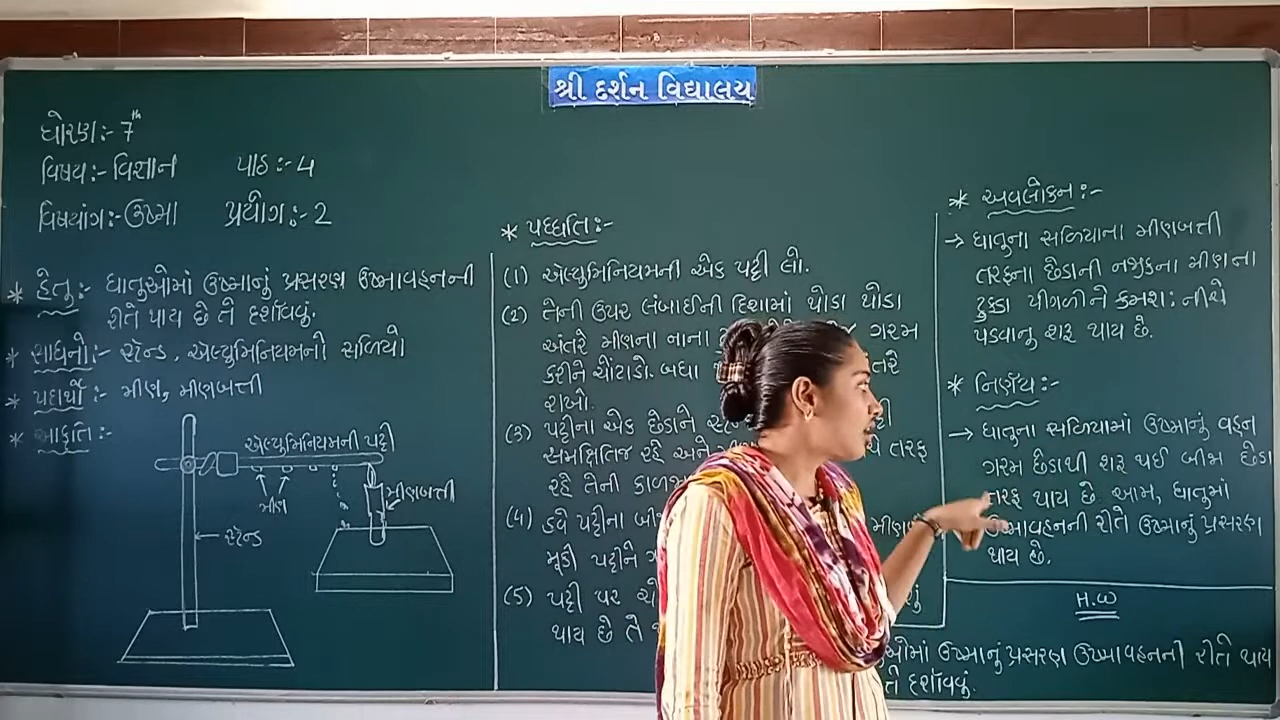 શ્રી દર્શન વિદ્યાલય
ધોરણ:- 7th
વિષય:- વિજ્ઞાન પાઠ:- 4
વિષયાંગ:- ઉષ્મા પ્રયોગ:- 2
* હેતુ:- ધાતુઓમાં ઉષ્માનું પ્રસરણ ઉષ્માવહનની
રીતે થાય છે તે દર્શાવવું.
* સાધનો:- સ્ટેન્ડ, એલ્યુમિનિયમનો સળિયો
* પદાર્થો:- મીણ, મીણબત્તી
* આકૃતિ:-
એલ્યુમિનિયમની પટ્ટી
મીણ
મીણબત્તી
સ્ટેન્ડ
* પધ્ધતિ:-
(1) એલ્યુમિનિયમની એક પટ્ટી લો.
(2) તેની ઉપર લંબાઈની દિશામાં થોડા થોડા
અંતરે મીણના નાના ગરમ
કરીને ચોંટાડો. બધા
રાખો.
(3) પટ્ટીના એક છેડાને
સમક્ષિતિજ રહે અને તરફ
રહે તેની
(4) હવે પટ્ટીના
મૂકી પટ્ટીને
(5) પટ્ટી પર
થાય છે તે
* અવલોકન:-
→ ધાતુના સળિયાના મીણબત્તી
તરફના છેડાની નજીકના મીણના
ટુકડા પીગળીને ક્રમશ: નીચે
પડવાનું શરૂ થાય છે.
* નિર્ણય:-
→ ધાતુના સળિયામાં ઉષ્માનું વહન
ગરમ છેડાથી શરૂ થઈ બીજા છેડા
તરફ થાય છે આમ, ધાતુમાં
ઉષ્માવહનની રીતે ઉષ્માનું પ્રસરણ
થાય છે.
H.W
ઉષ્માનું પ્રસરણ ઉષ્માવહનની રીતે થાય
દર્શાવવું.